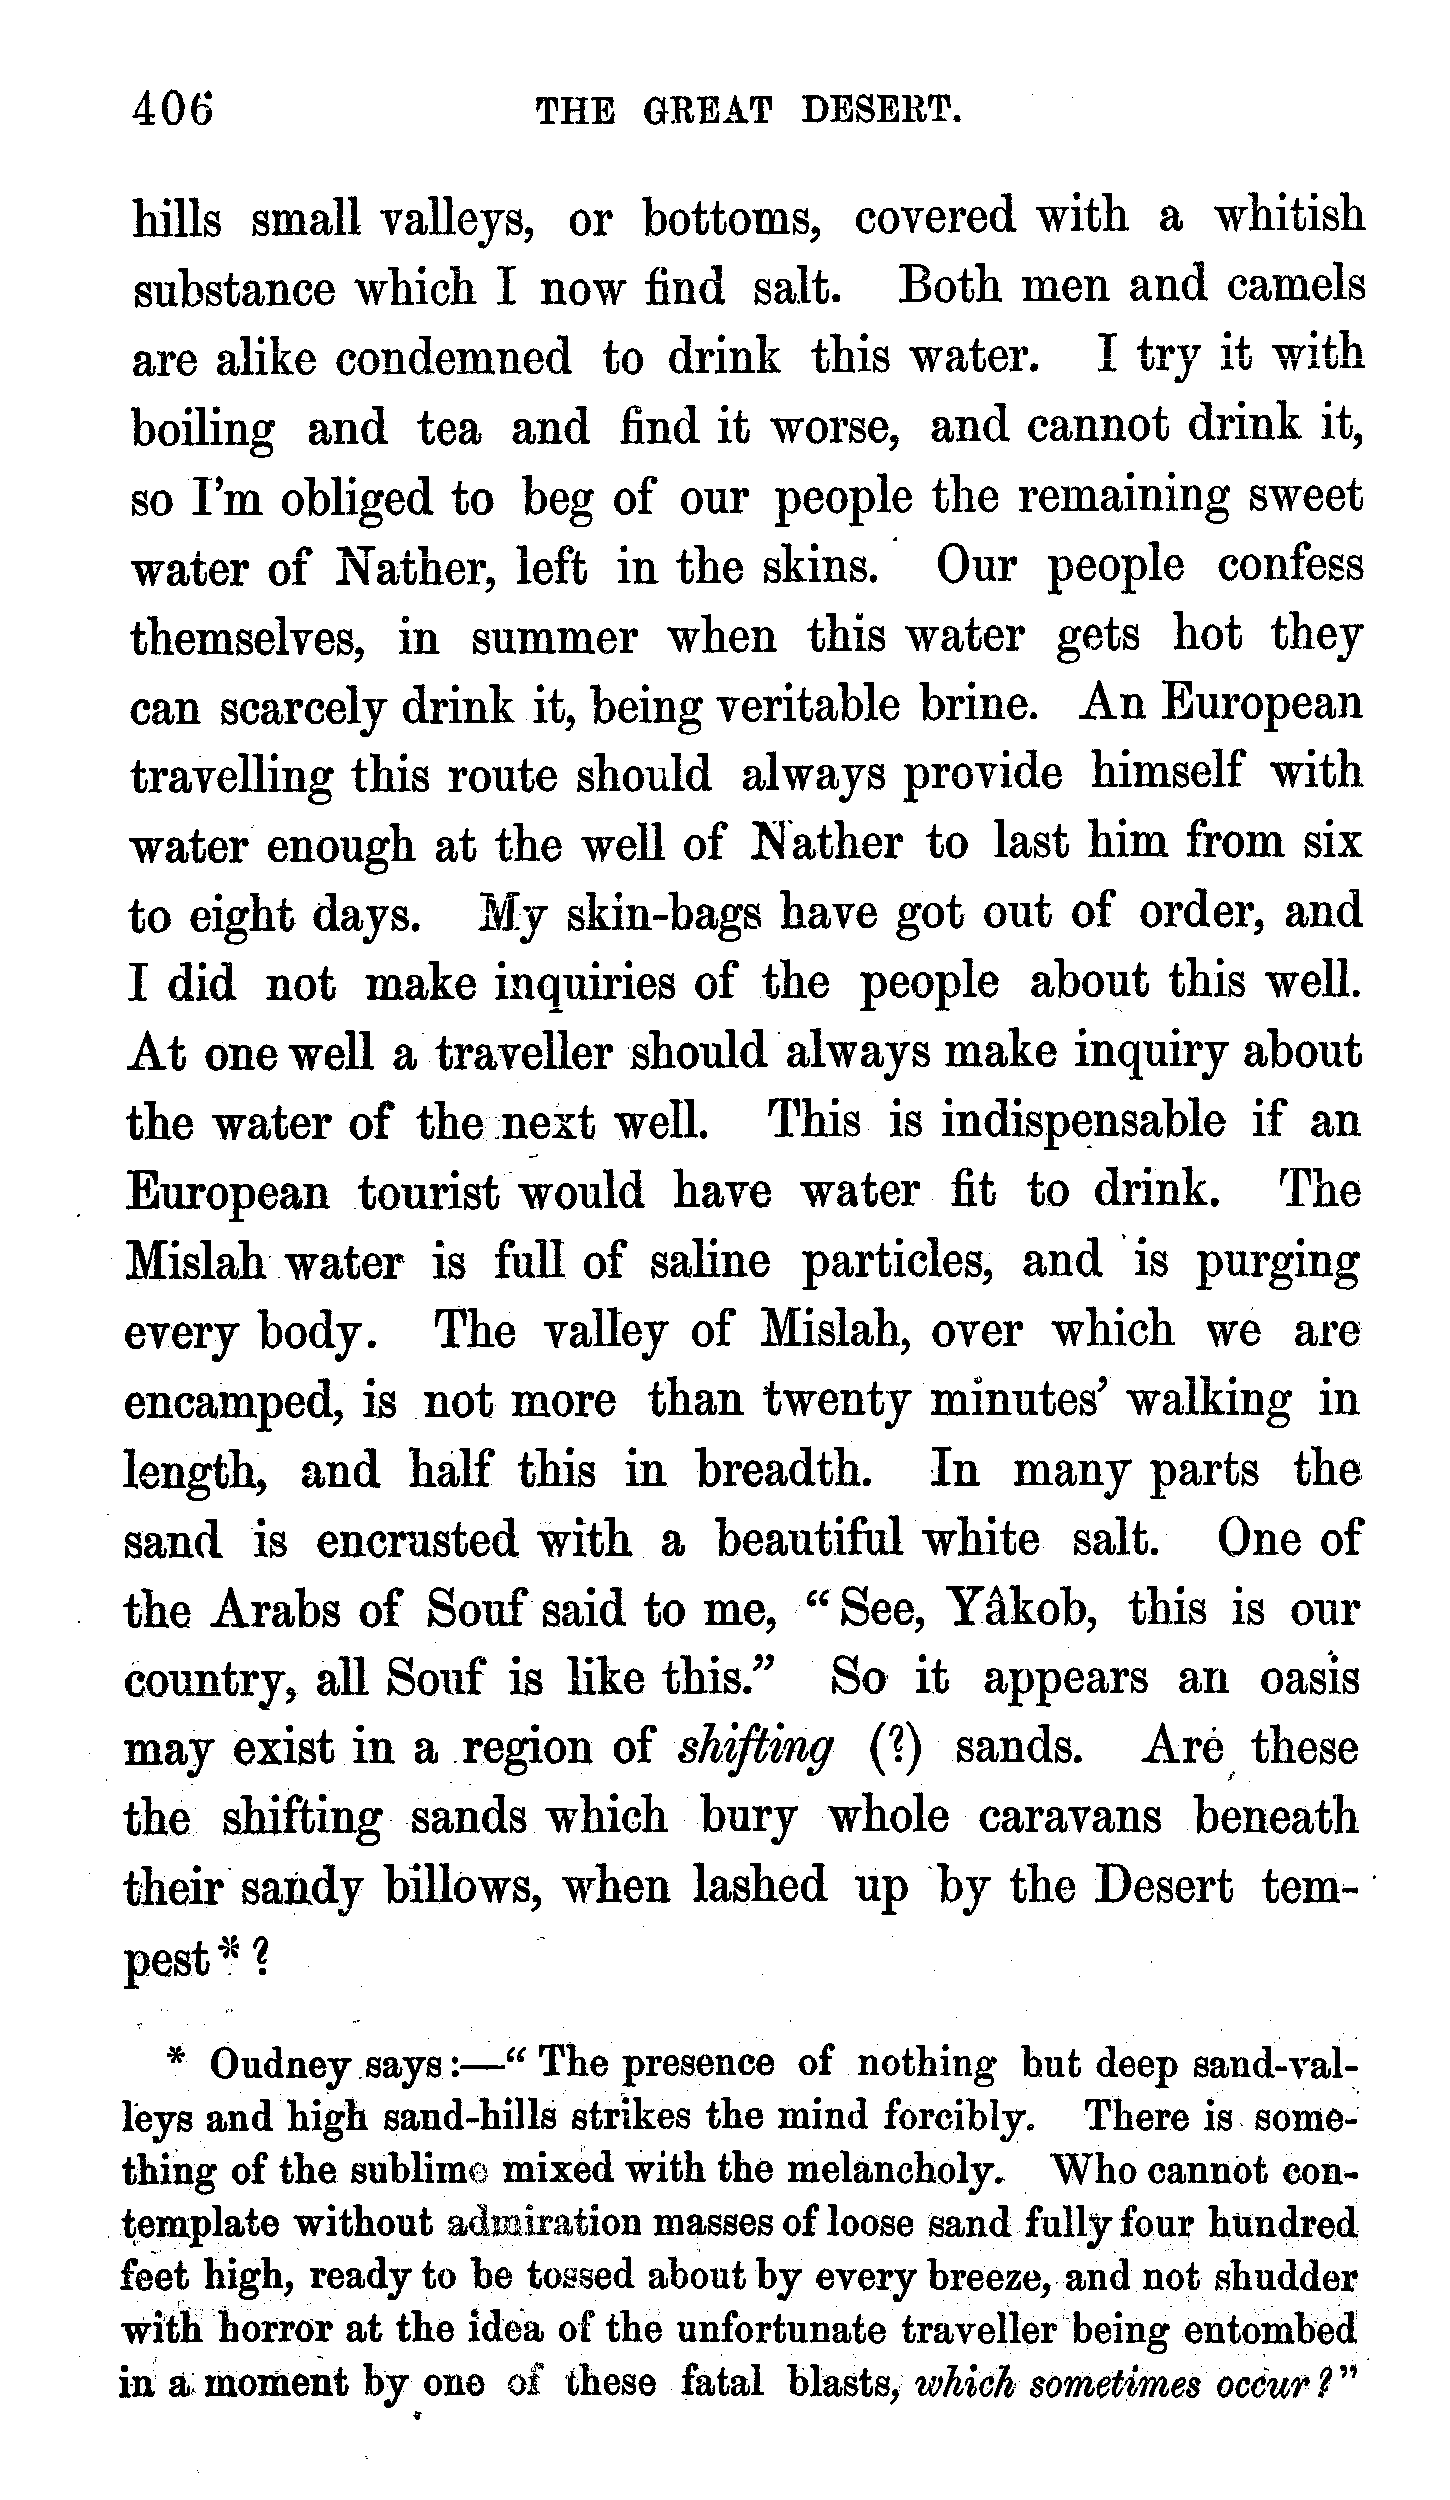 406 THE GREAT DESERT.
hills small valleys, or bottoms, covered with a whitish
substance which I now find salt. Both men and camels
are alike condemned to drink this water. I try it with
boiling and tea and find it worse, and cannot drink it,
so I'm obliged to beg of our people the remaining sweet
water of Nather, left in the skins. Our people confess
themselves, in summer when this water gets hot they
can scarcely drink it, being veritable brine. An European
travelling this route should always provide himself with
water enough at the well of Nather to last him from six
to eight days. My skin-bags have got out of order, and
I did not make inquiries of the people about this well.
At one well a traveller should always make inquiry about
the water of the next well. This is indispensable if an
European tourist would have water fit to drink. The
Mislah water is full of saline particles, and is purging
every body. The valley of Mislah, over which we are
encamped, is not more than twenty minutes' walking in
length, and half this in breadth. In many parts the
sand is encrusted with a beautiful white salt. One of
the Arabs of Souf said to me, "See, Yâkob, this is our
country, all Souf is like this." So it appears an oasis
may exist in a region of shifting (?) sands. Are these
the shifting sands which bury whole caravans beneath
their sandy billows, when lashed up by the Desert tem-
pest*?
* Oudney says:—"The presence of nothing but deep sand-val-
leys and high sand-hills strikes the mind forcibly. There is some-
thing of the sublime mixed with the melancholy. Who cannot con-
template without admiration masses of loose sand fully four hundred
feet high, ready to be tossed about by every breeze, and not shudder
with horror at the idea of the unfortunate traveller being entombed
in a moment by one of these fatal blasts, which sometimes occur?"